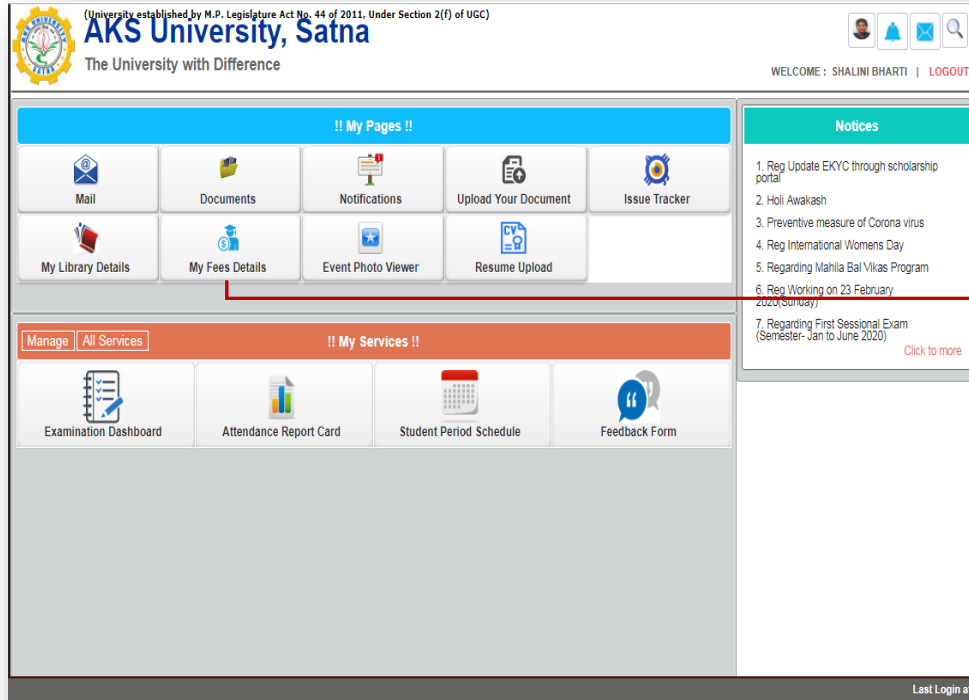 (University established by M.P. Legislature Act No. 44 of 2011, Under Section 2(f) of UGC)
AKS University, Satna
The University with Difference
WELCOME : SHALINI BHARTI | LOGOUT
!! My Pages !!
Mail
Documents
Notifications
Upload Your Document
Issue Tracker
My Library Details
My Fees Details
Event Photo Viewer
CV
Resume Upload
Notices
1. Reg Update EKYC through scholarship
portal
2. Holi Awakash
3. Preventive measure of Corona virus
4. Reg International Womens Day
5. Regarding Mahila Bal Vikas Program
6. Reg Working on 23 February
2020(Sunday)
7. Regarding First Sessional Exam
(Semester- Jan to June 2020)
Click to more
Manage
All Services
!! My Services !!
Examination Dashboard
Attendance Report Card
Student Period Schedule
Feedback Form
Last Login a